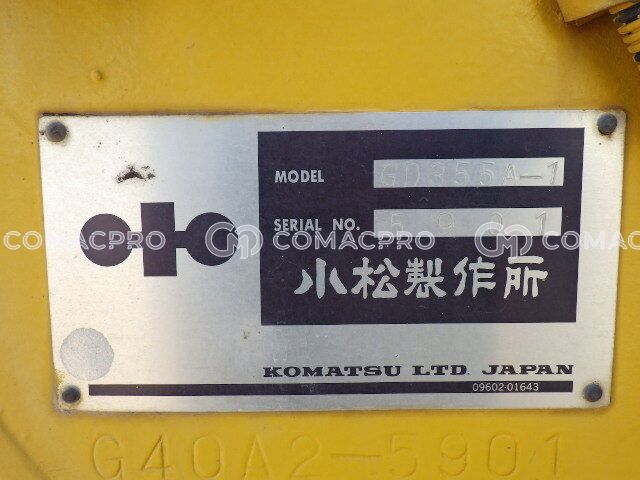 MODEL GD355A-1
SERIAL NO.
COMACPRO COMACPRO COMACPRO
小松製作所
KOMATSU LTD. JAPAN
09602-01643
G40A2-5901